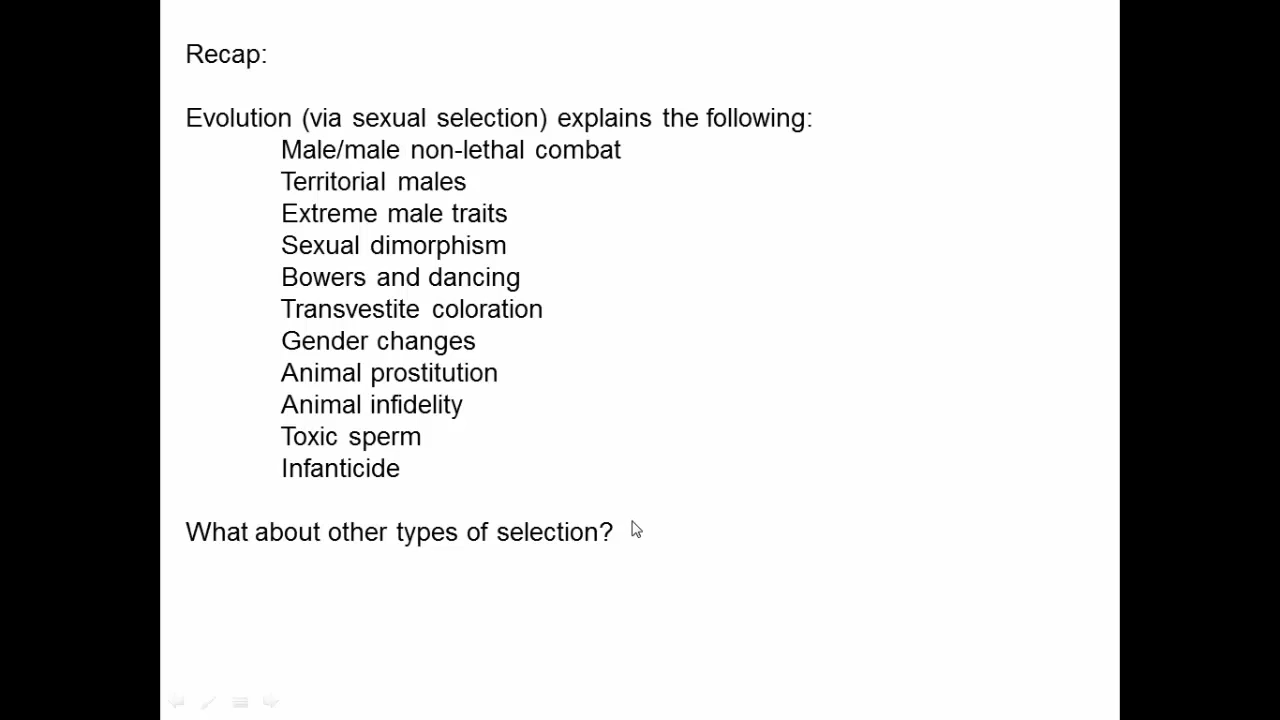 Recap:
Evolution (via sexual selection) explains the following:
Male/male non-lethal combat
Territorial males
Extreme male traits
Sexual dimorphism
Bowers and dancing
Transvestite coloration
Gender changes
Animal prostitution
Animal infidelity
Toxic sperm
Infanticide
What about other types of selection?